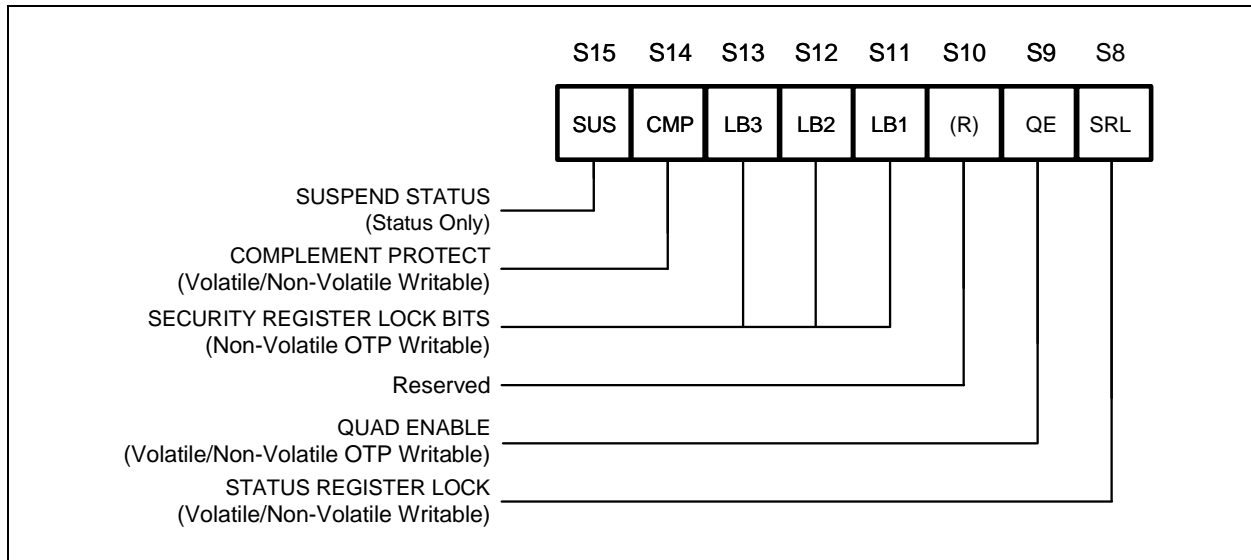 S15 S14 S13 S12 S11 S10 S9 S8
SUS CMP LB3 LB2 LB1 (R) QE SRL
SUSPEND STATUS
(Status Only)
COMPLEMENT PROTECT
(Volatile/Non-Volatile Writable)
SECURITY REGISTER LOCK BITS
(Non-Volatile OTP Writable)
Reserved
QUAD ENABLE
(Volatile/Non-Volatile OTP Writable)
STATUS REGISTER LOCK
(Volatile/Non-Volatile Writable)